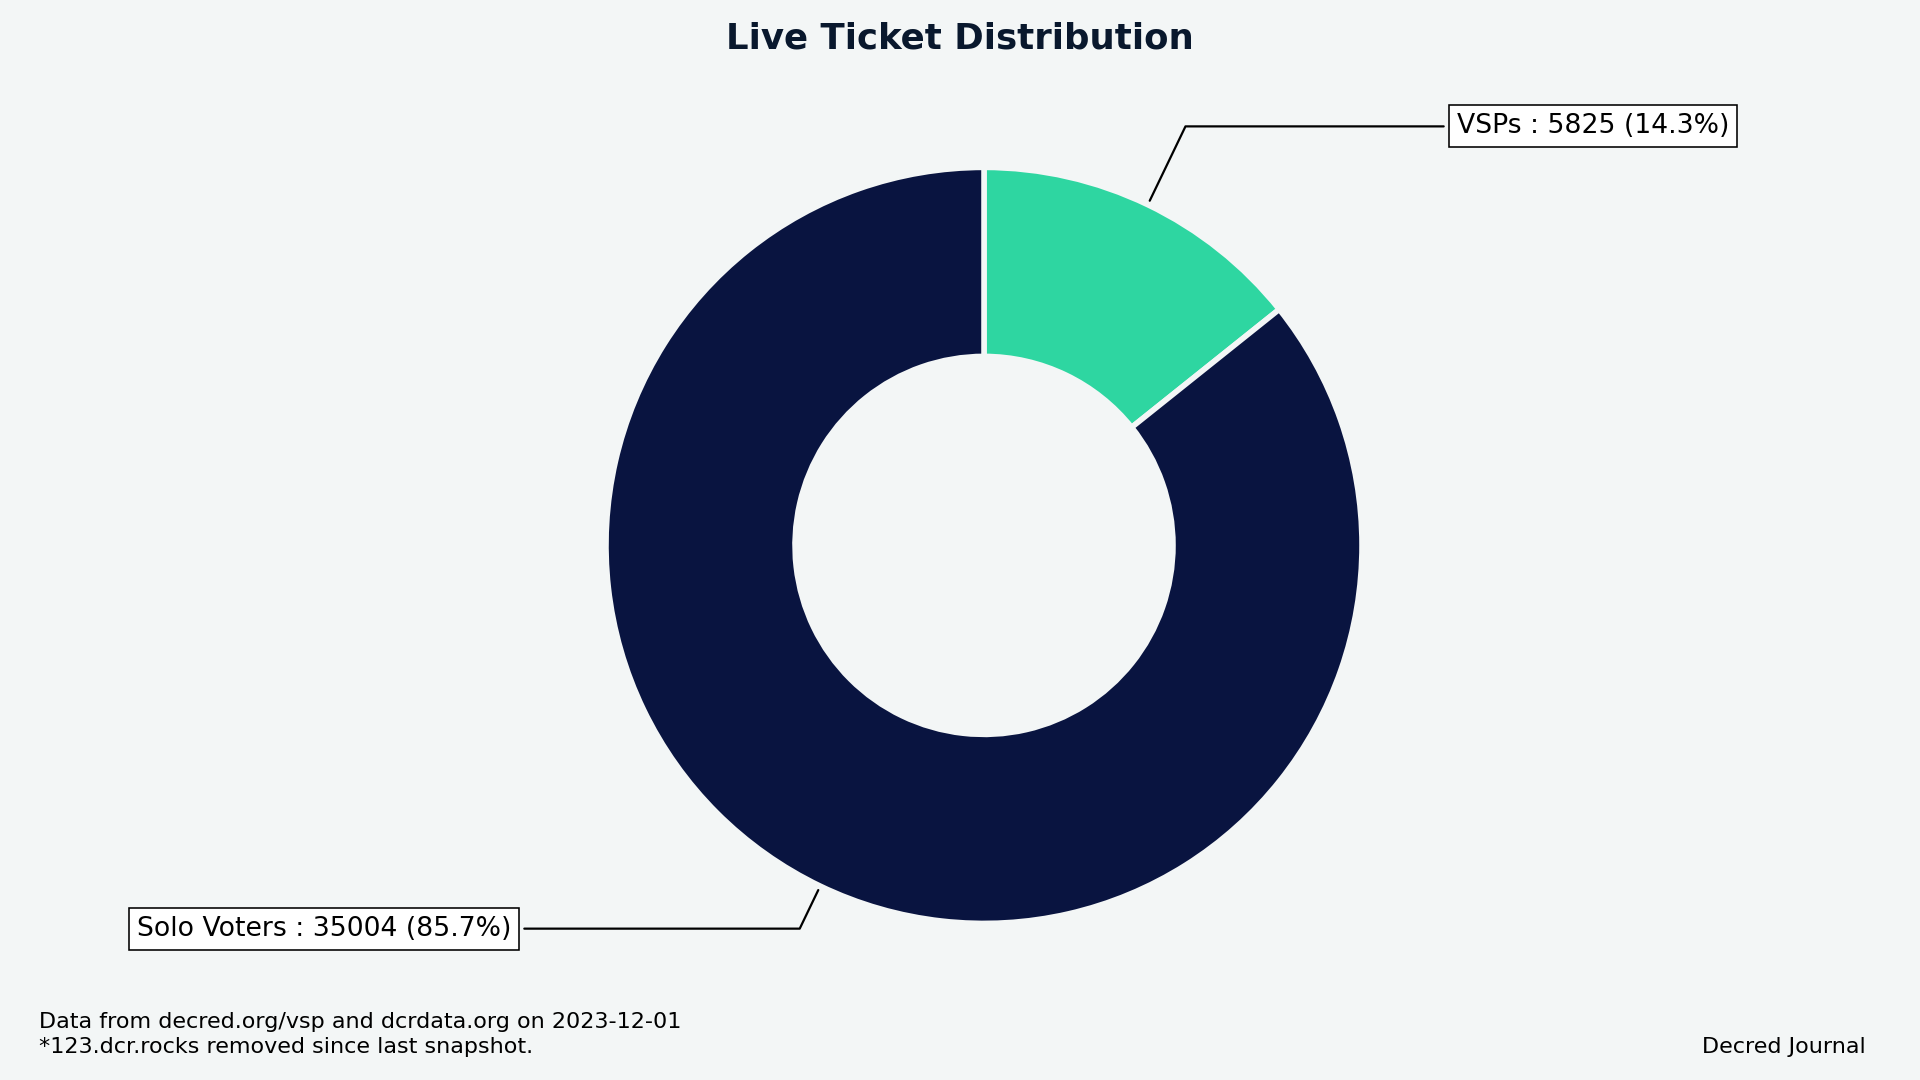 Live Ticket Distribution
VSPs : 5825 (14.3%)
Solo Voters : 35004 (85.7%)
Data from decred.org/vsp and dcrdata.org on 2023-12-01
*123.dcr.rocks removed since last snapshot.
Decred Journal